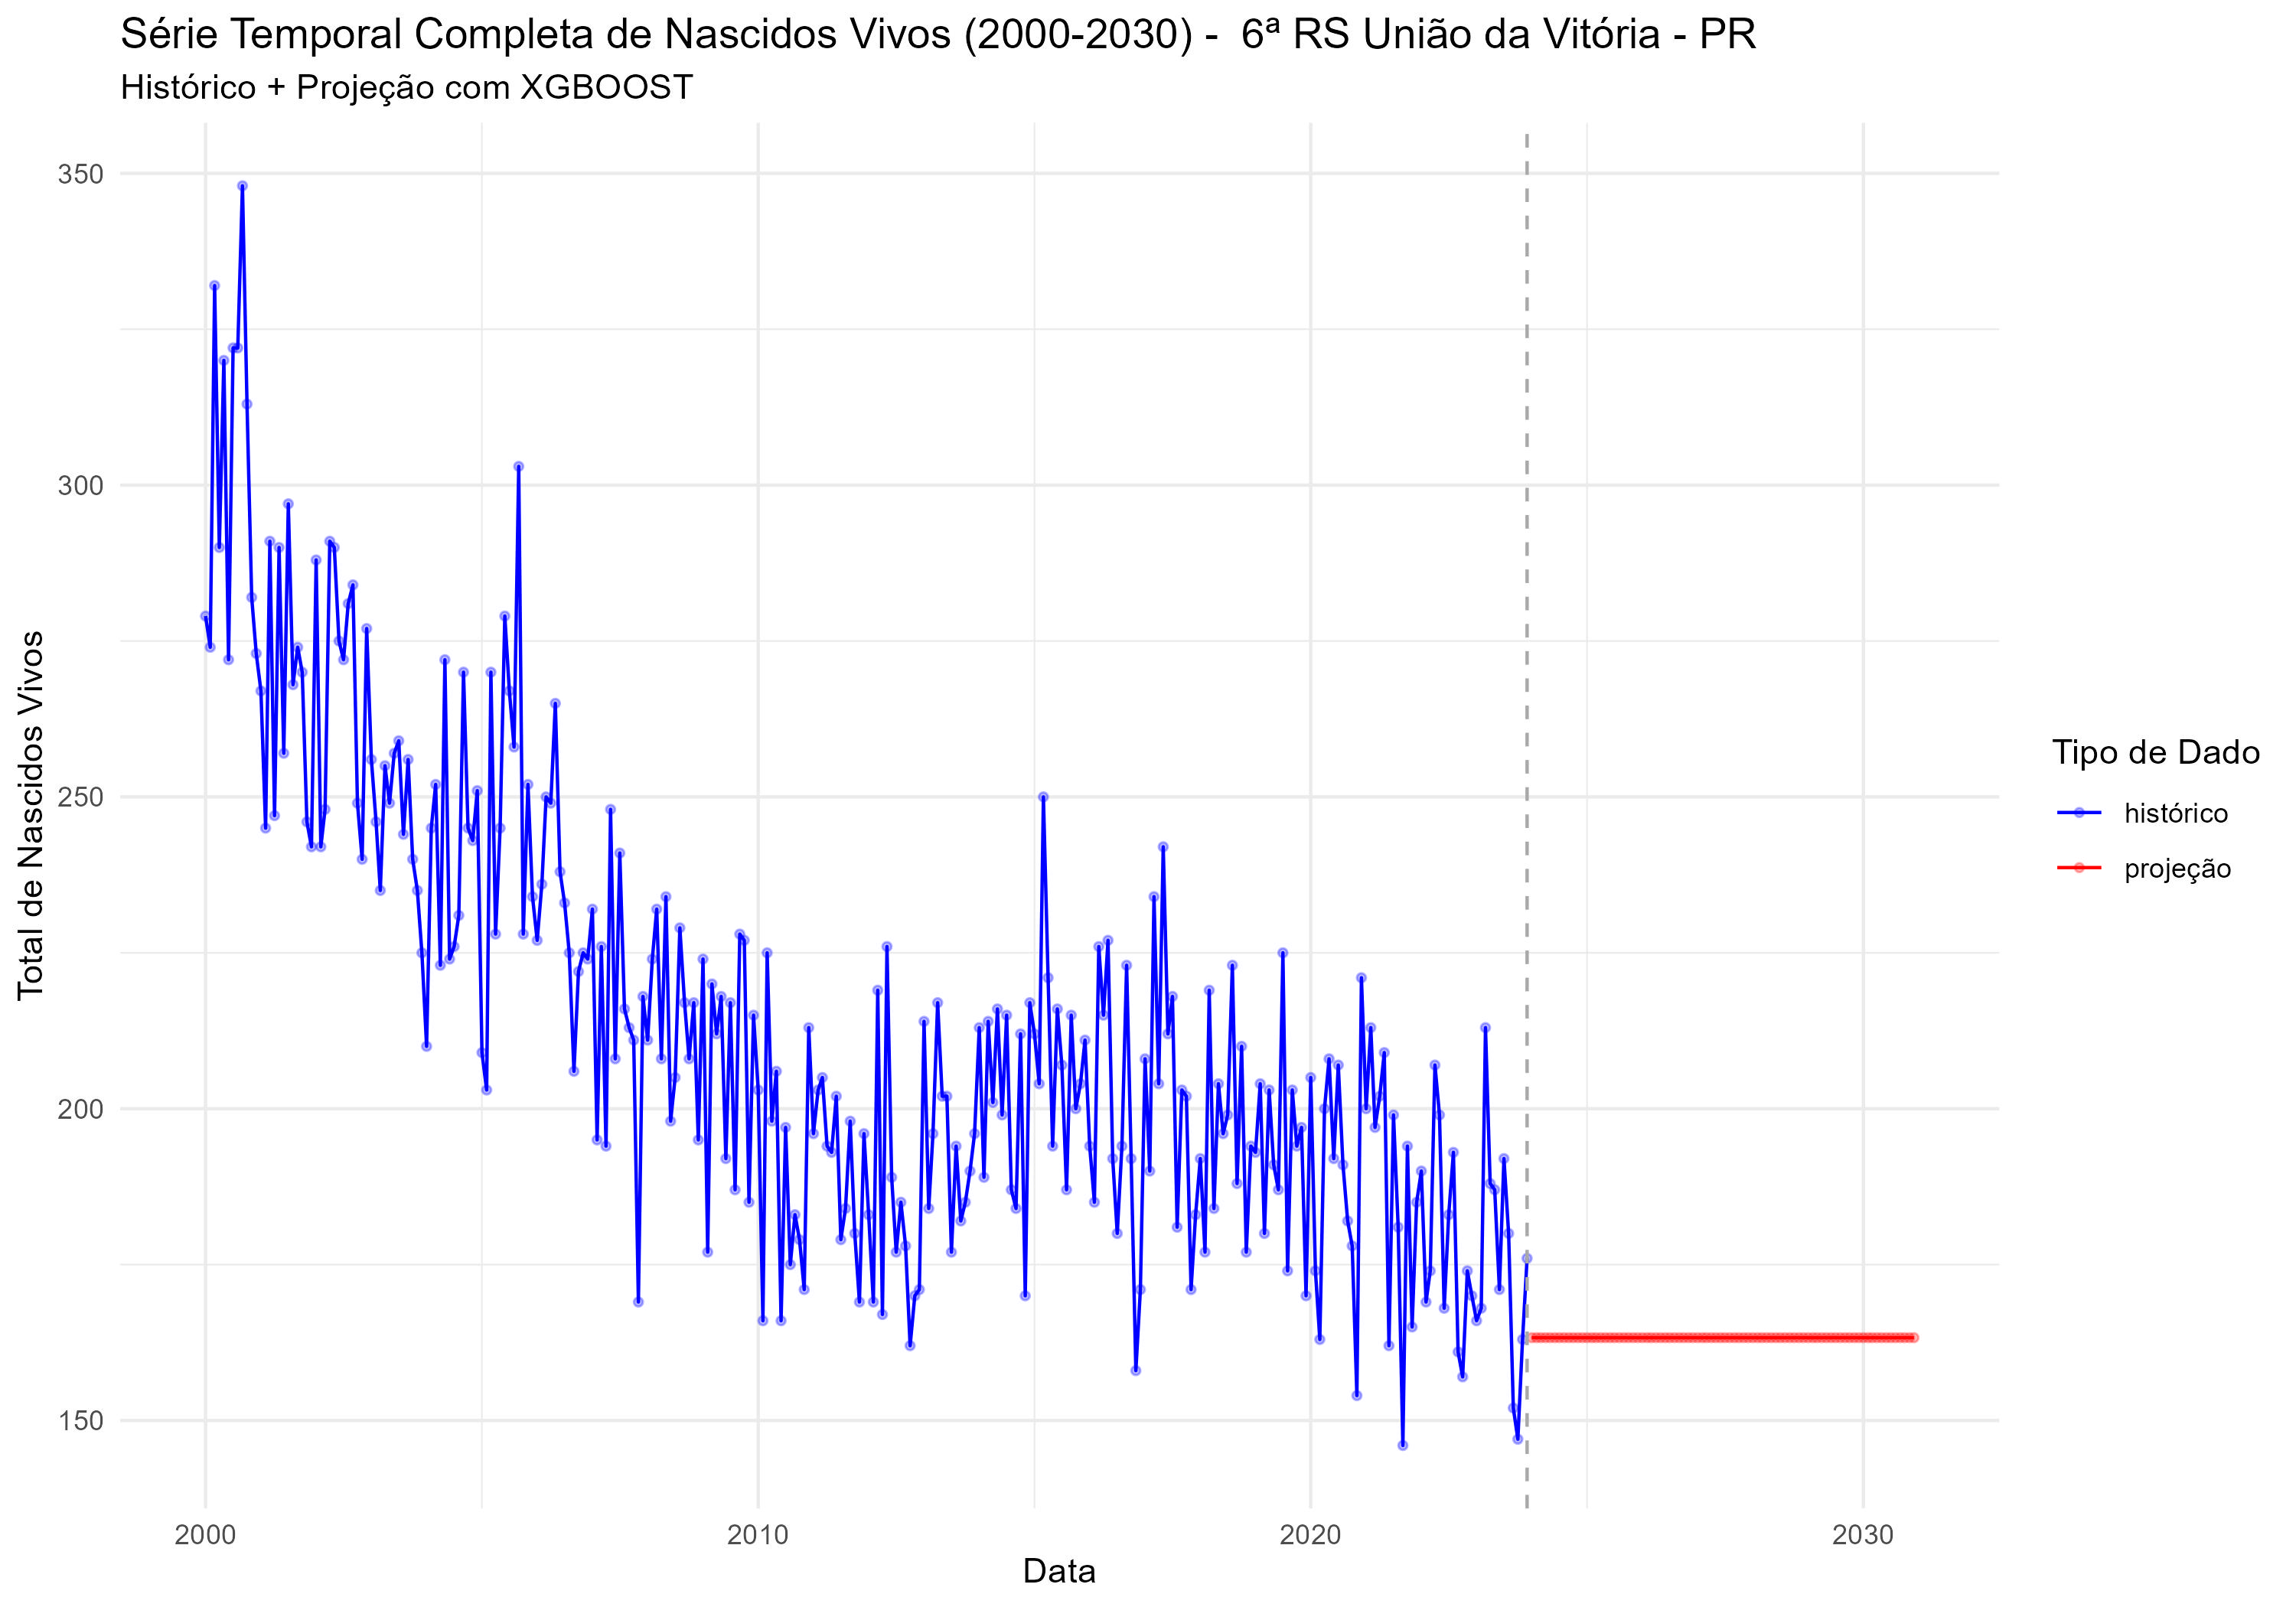 Série Temporal Completa de Nascidos Vivos (2000-2030) -  6ª RS União da Vitória - PR
Histórico + Projeção com XGBOOST
Total de Nascidos Vivos
350
300
250
200
150
2000
2010
2020
2030
Data
Tipo de Dado
histórico
projeção